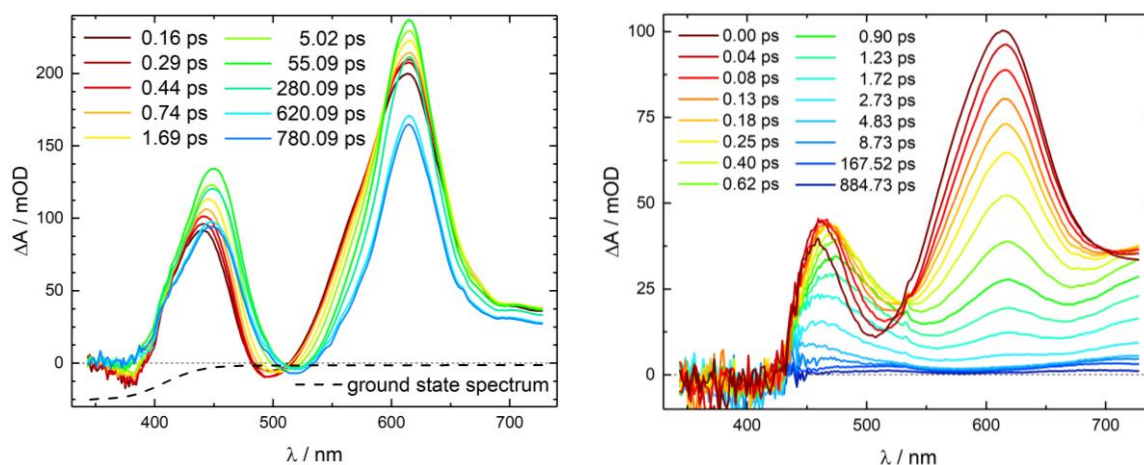 0.16 ps 5.02 ps
0.29 ps 55.09 ps
0.44 ps 280.09 ps
0.74 ps 620.09 ps
1.69 ps 780.09 ps
200
150
100
50
0
ΔA / mOD
ground state spectrum
400 500 600 700
λ / nm
0.00 ps 0.90 ps
0.04 ps 1.23 ps
0.08 ps 1.72 ps
0.13 ps 2.73 ps
0.18 ps 4.83 ps
0.25 ps 8.73 ps
0.40 ps 167.52 ps
0.62 ps 884.73 ps
100
75
50
25
0
ΔA / mOD
400 500 600 700
λ / nm